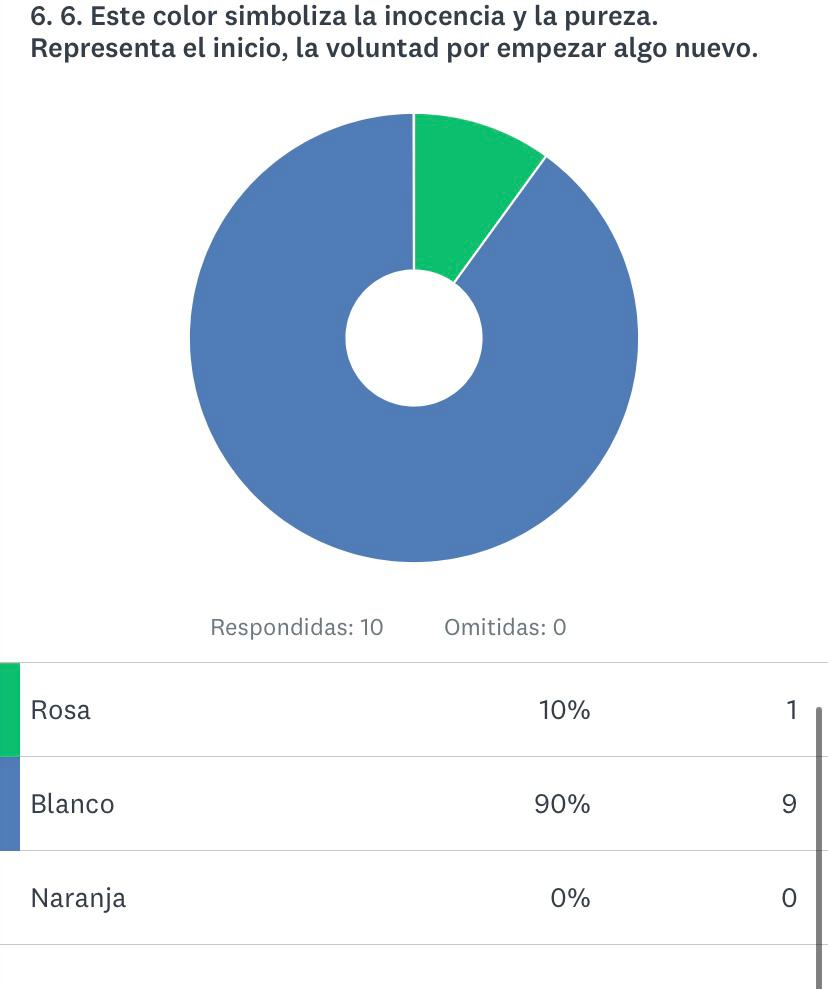 6. 6. Este color simboliza la inocencia y la pureza.
Representa el inicio, la voluntad por empezar algo nuevo.
Respondidas: 10 Omitidas: 0
Rosa 10% 1
Blanco 90% 9
Naranja 0% 0